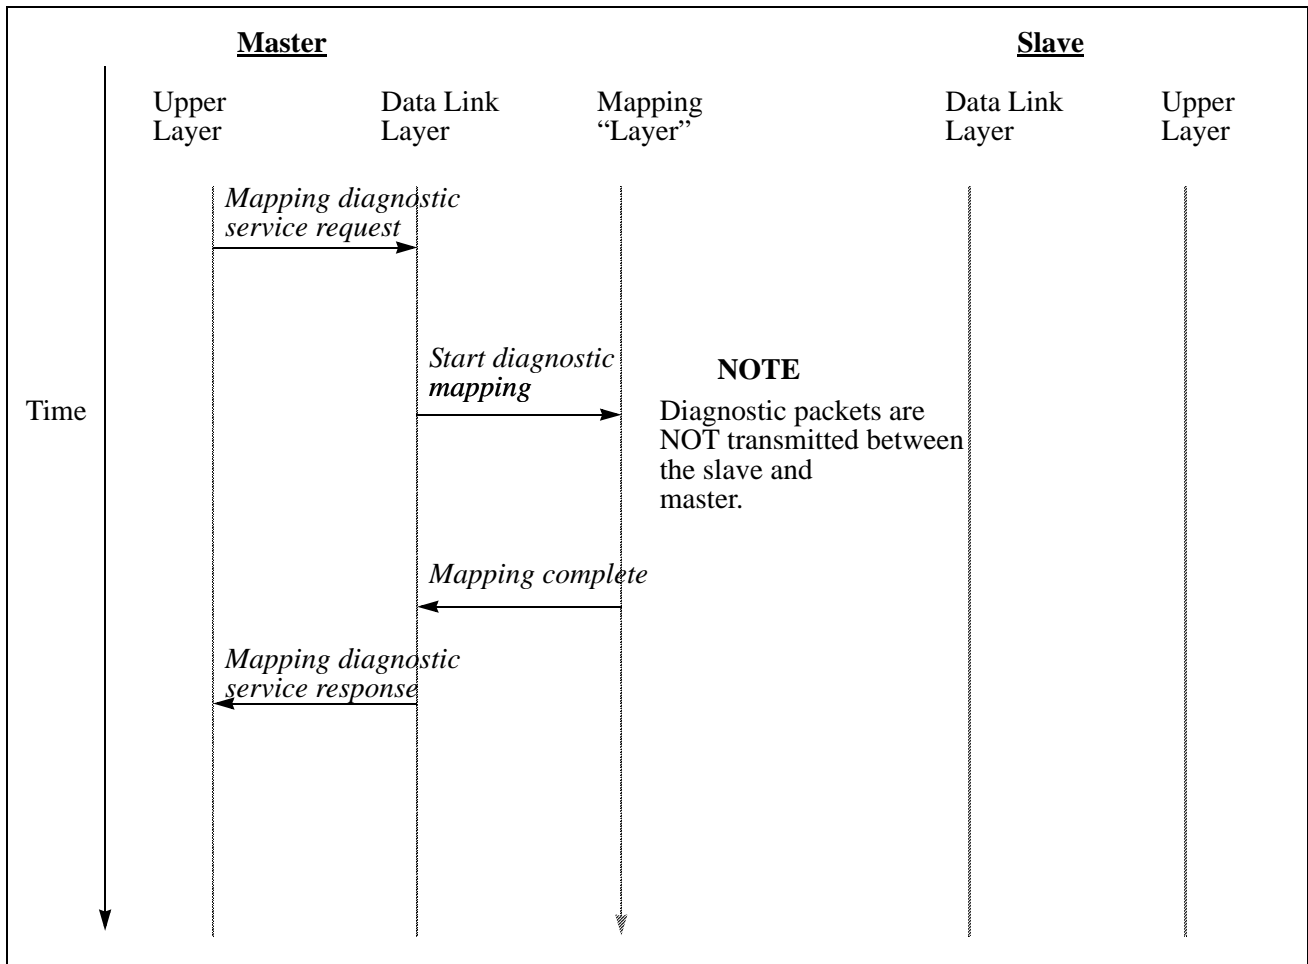 Master
Slave
Upper
Layer
Data Link
Layer
Mapping
“Layer”
Data Link
Layer
Upper
Layer
Mapping diagnostic
service request
Start diagnostic
mapping
NOTE
Time
Diagnostic packets are
NOT transmitted between
the slave and
master.
Mapping complete
Mapping diagnostic
service response